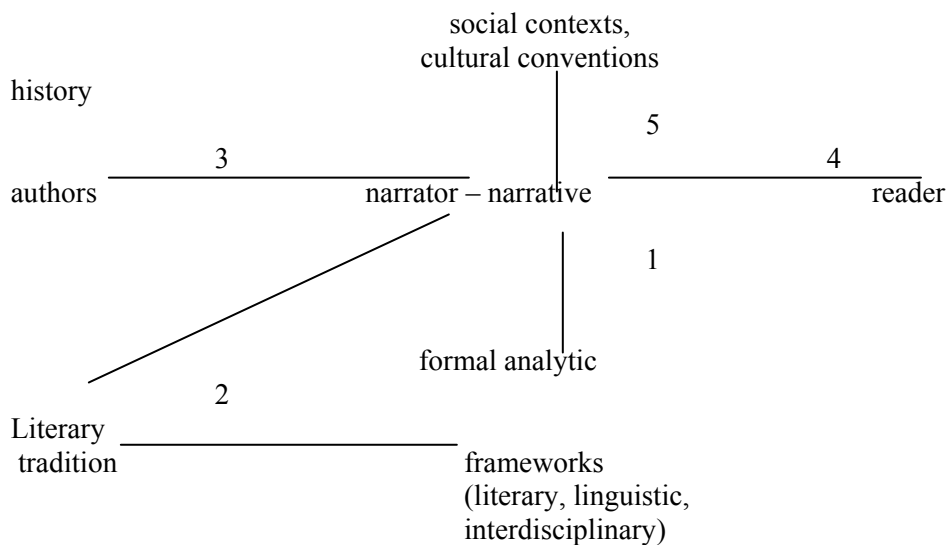 social contexts,
cultural conventions
history
5
3
4
authors
narrator – narrative
reader
1
formal analytic
2
Literary
tradition
frameworks
(literary, linguistic,
interdisciplinary)